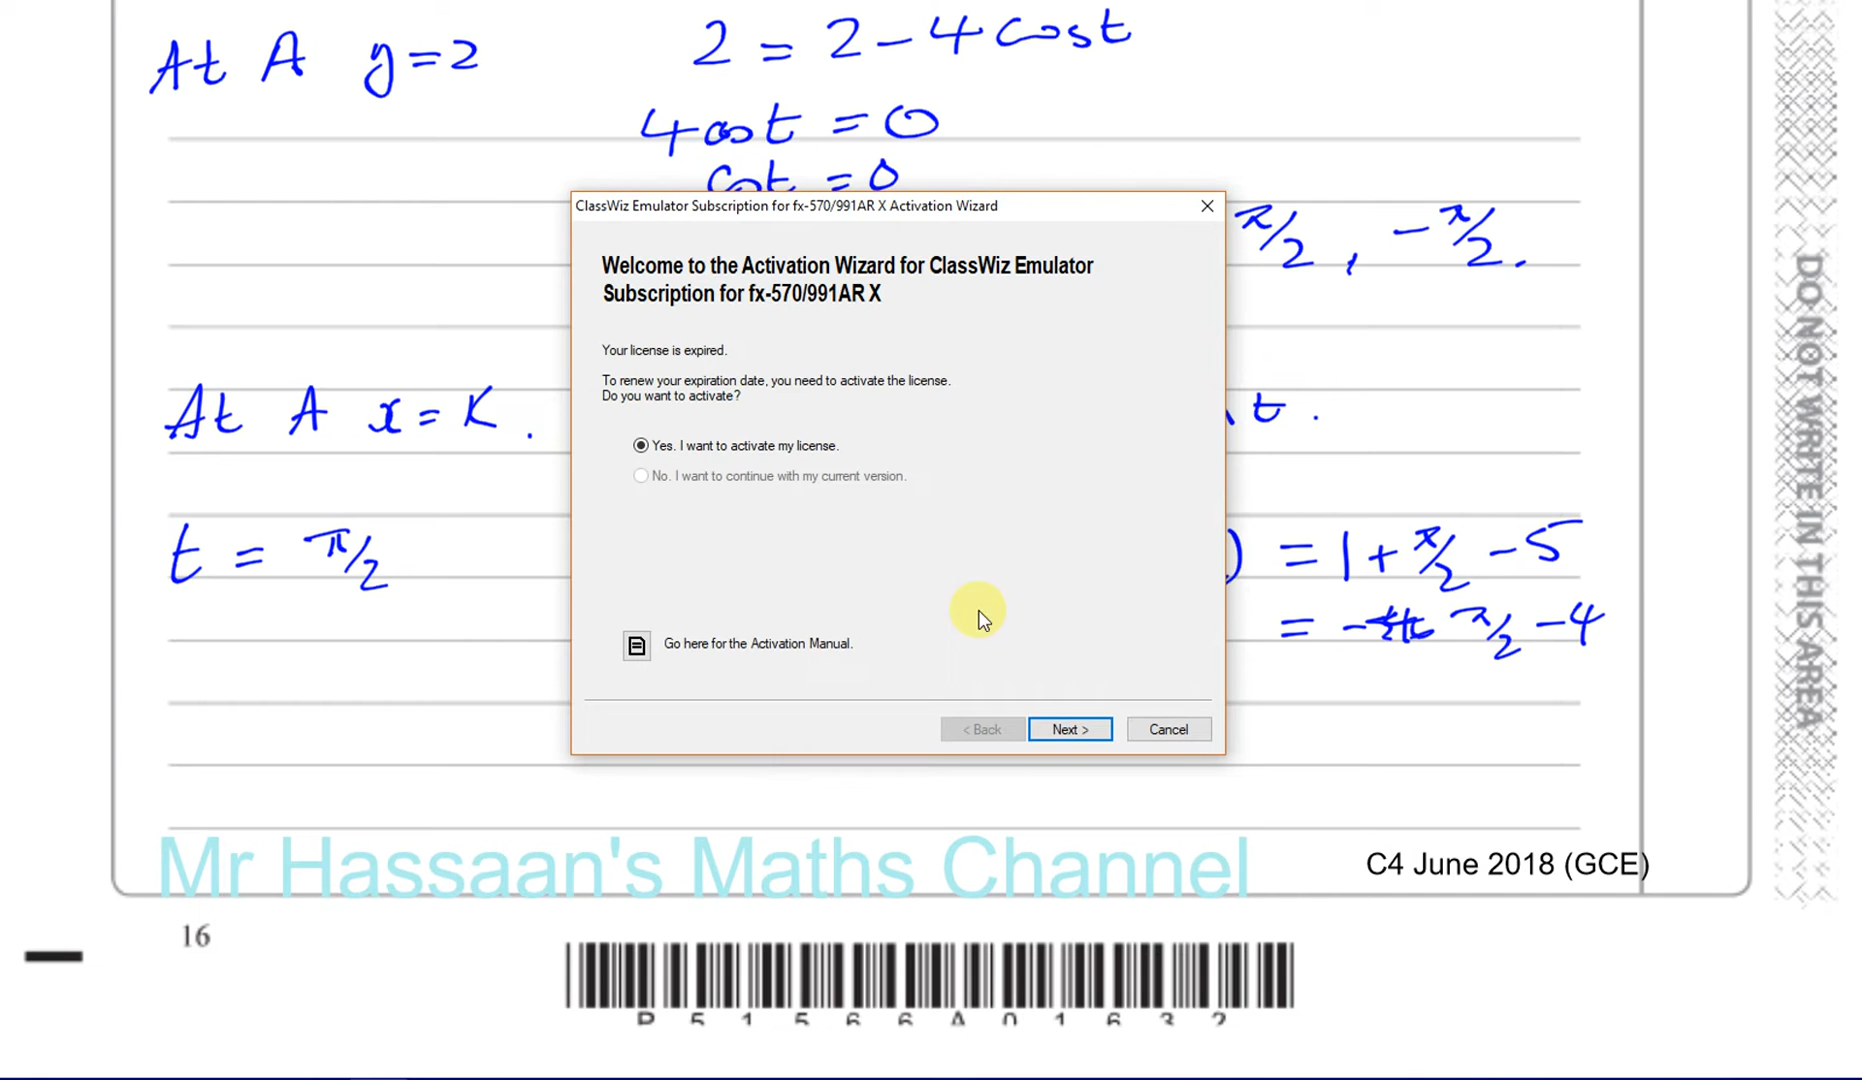 At A y=2 2 = 2 - 4cost
4cost = 0
cost = 0
π/2 , - π/2 .
At A x = K . t .
t = π/2 ) = 1 + π/2 - 5
= π/2 - 4
ClassWiz Emulator Subscription for fx-570/991AR X Activation Wizard
Welcome to the Activation Wizard for ClassWiz Emulator
Subscription for fx-570/991AR X
Your license is expired.
To renew your expiration date, you need to activate the license.
Do you want to activate?
Yes. I want to activate my license.
No. I want to continue with my current version.
Go here for the Activation Manual.
< Back Next > Cancel
DO NOT WRITE IN THIS AREA
Mr Hassaan's Maths Channel
C4 June 2018 (GCE)
16
P51566A01632